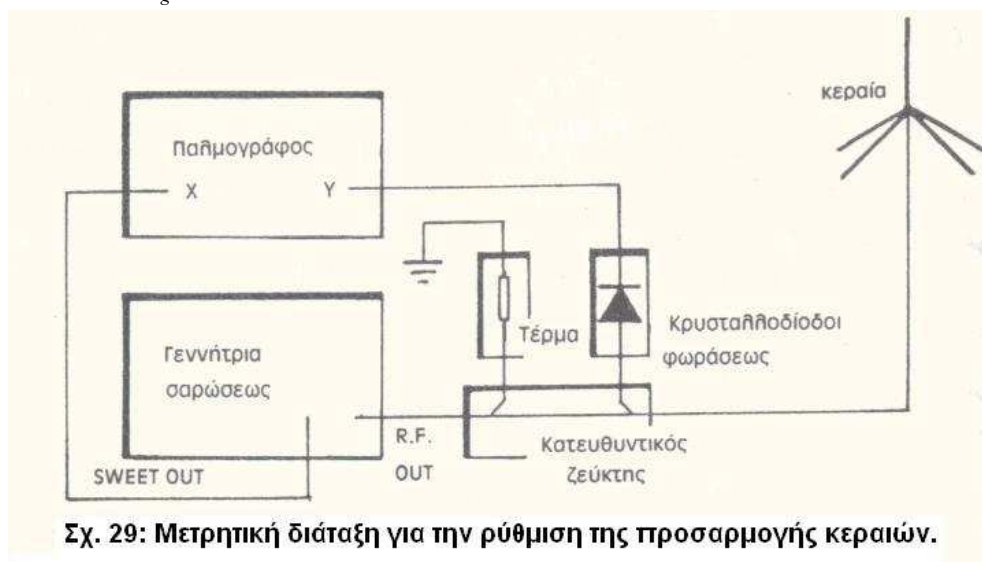 κεραία
Παλμογράφος
X Y
Τέρμα
Κρυσταλλοδίοδοι
φωράσεως
Γεννήτρια
σαρώσεως
R.F.
OUT
Κατευθυντικός
ζεύκτης
SWEET OUT
Σχ. 29: Μετρητική διάταξη για την ρύθμιση της προσαρμογής κεραιών.